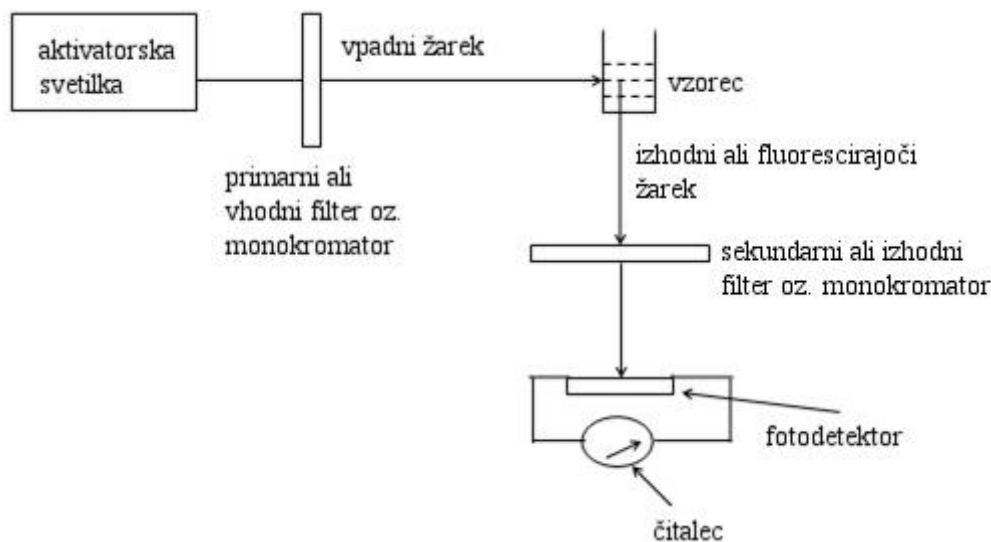 aktivatorska
svetilka
vpadni žarek
vzorec
primarni ali
vhodni filter oz.
monokromator
izhodni ali fluorescirajoči
žarek
sekundarni ali izhodni
filter oz. monokromator
fotodetektor
čitalec